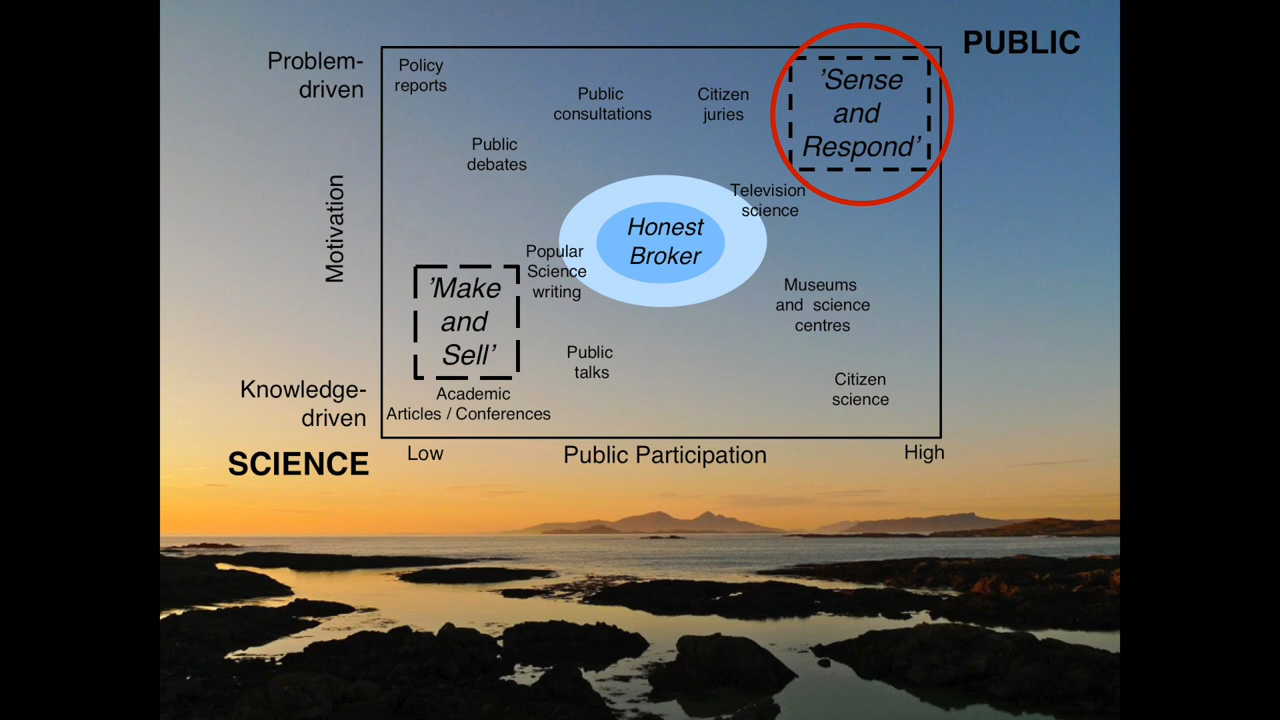 PUBLIC
Problem-
driven
Policy
reports
Public
consultations
Citizen
juries
’Sense
and
Respond’
Public
debates
Television
science
Motivation
Honest
Broker
Popular
Science
writing
’Make
and
Sell’
Museums
and science
centres
Public
talks
Citizen
science
Knowledge-
driven
Academic
Articles / Conferences
SCIENCE
Low
Public Participation
High